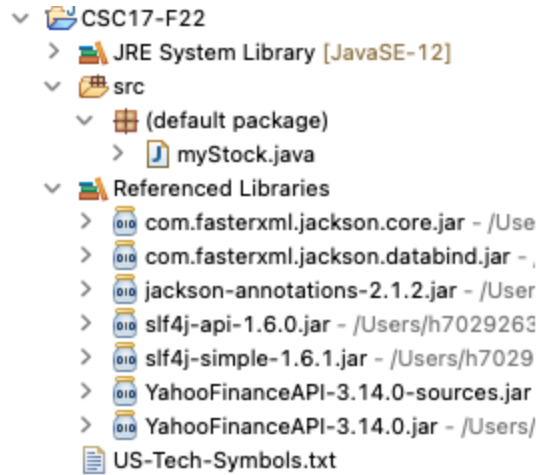 CSC17-F22
JRE System Library [JavaSE-12]
src
(default package)
myStock.java
Referenced Libraries
com.fasterxml.jackson.core.jar - /Use
com.fasterxml.jackson.databind.jar -
jackson-annotations-2.1.2.jar - /User
slf4j-api-1.6.0.jar - /Users/h7029263
slf4j-simple-1.6.1.jar - /Users/h7029
YahooFinanceAPI-3.14.0-sources.jar
YahooFinanceAPI-3.14.0.jar - /Users/
US-Tech-Symbols.txt